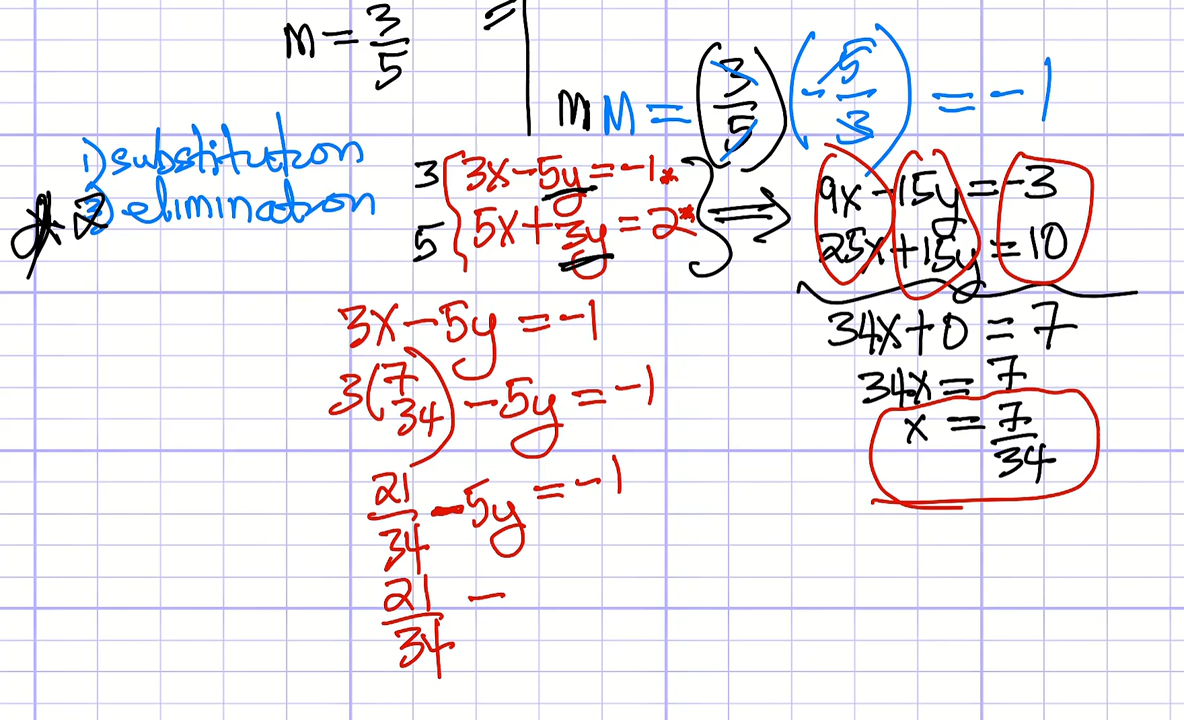 m = 3/5
=
m M = (3/5) (-5/3) = -1
1) substitution
2) elimination
3 { 3x - 5y = -1 *
5 { 5x + 3y = 2 * } ⟹
9x - 15y = -3
25x + 15y = 10
34x + 0 = 7
34x = 7
x = 7/34
3x - 5y = -1
3(7/34) - 5y = -1
21/34 - 5y = -1
21/34 -